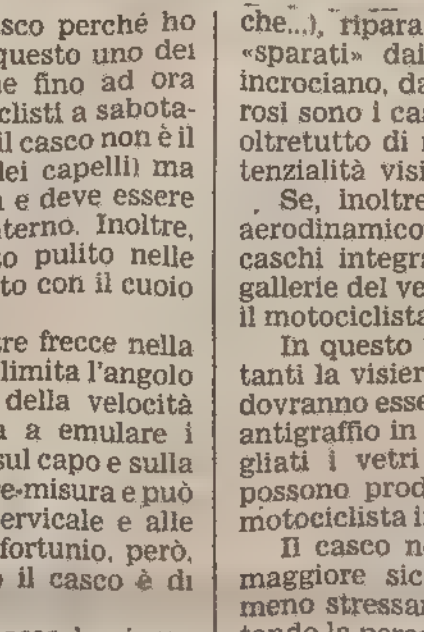 sco perché ho
questo uno dei
e fino ad ora
clisti a sabota-
il casco non è il
lei capelli) ma
e deve essere
terno. Inoltre,
o pulito nelle
to con il cuoio
re frecce nella
limita l'angolo
della velocità
a a emulare i
sul capo e sulla
e-misura e può
ervicale e alle
fortunio, però,
o il casco è di
che...), ripara
«sparati» dai
incrociano, da
rosi sono i cas
oltretutto di
tenzialità visi
Se, inoltre
aerodinamico
caschi integra
gallerie del ve
il motociclista
In questo
tanti la visier
dovranno esse
antigraffio in
gliati i vetri
possono prod
motociclista i
Il casco n
maggiore sic
meno stressar